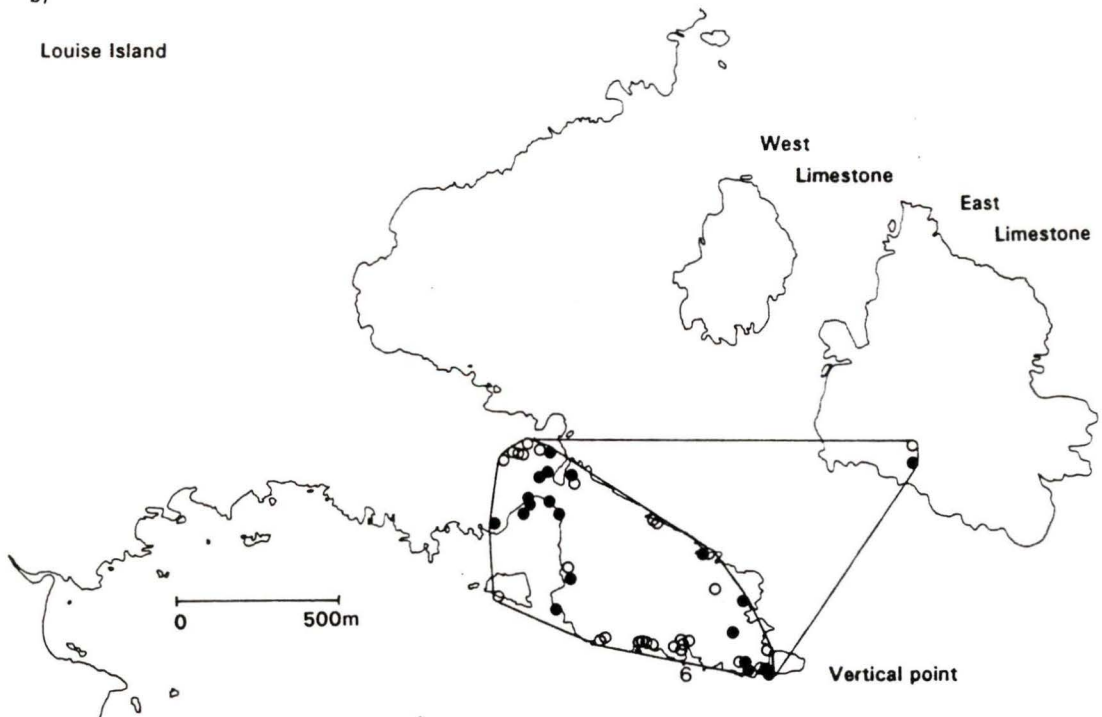 Louise Island
West
Limestone
East
Limestone
0 500m
6
Vertical point